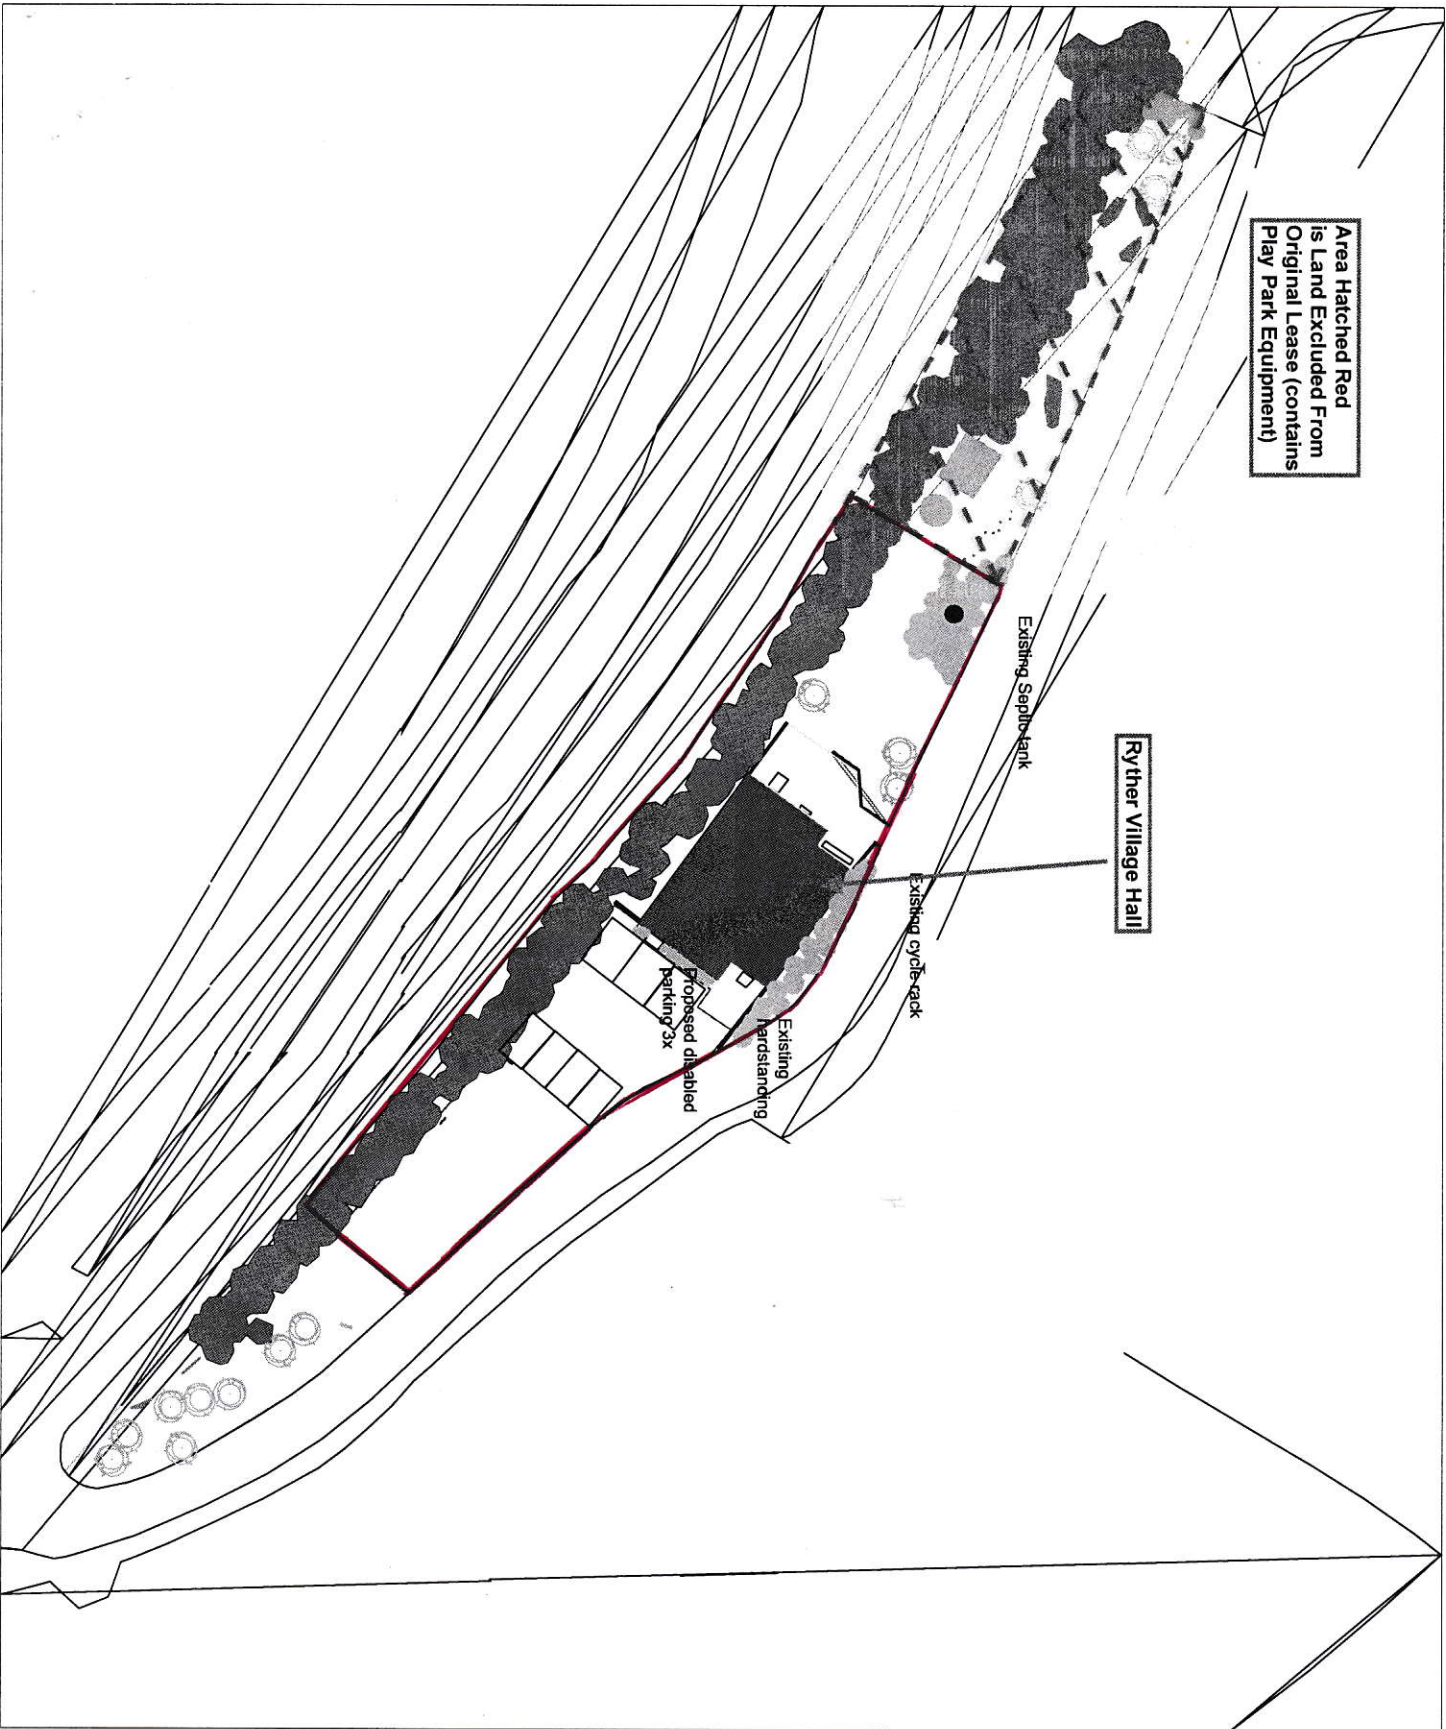 Area Hatched Red
is Land Excluded From
Original Lease (contains
Play Park Equipment)
Ryther Village Hall
Existing Septic tank
Existing cycle rack
Existing
hardstanding
Proposed disabled
parking 3x